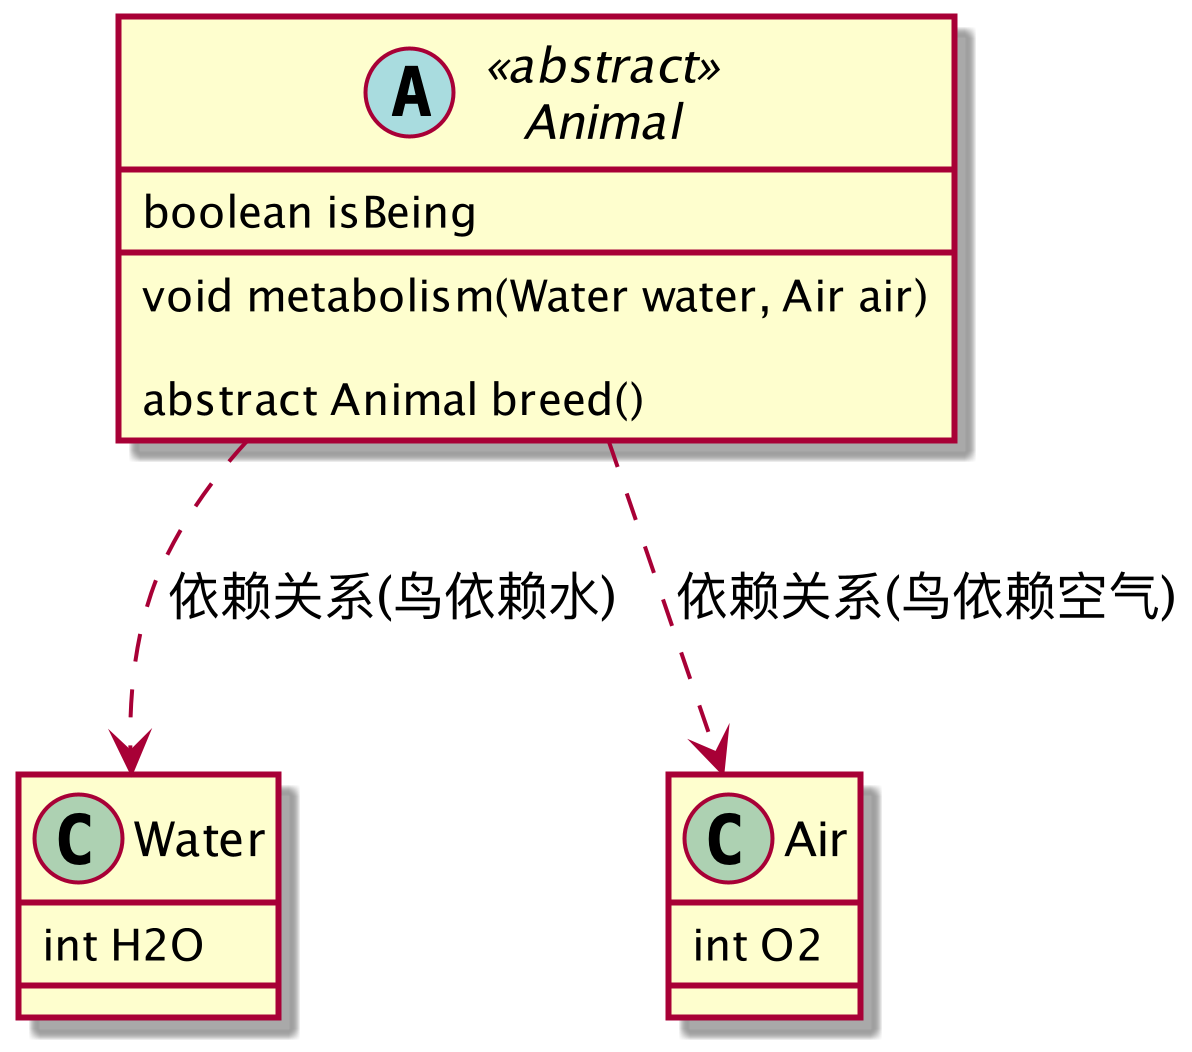 A
«abstract»
Animal
boolean isBeing
void metabolism(Water water, Air air)
abstract Animal breed()
依赖关系(鸟依赖水)
依赖关系(鸟依赖空气)
C Water
int H2O
C Air
int O2